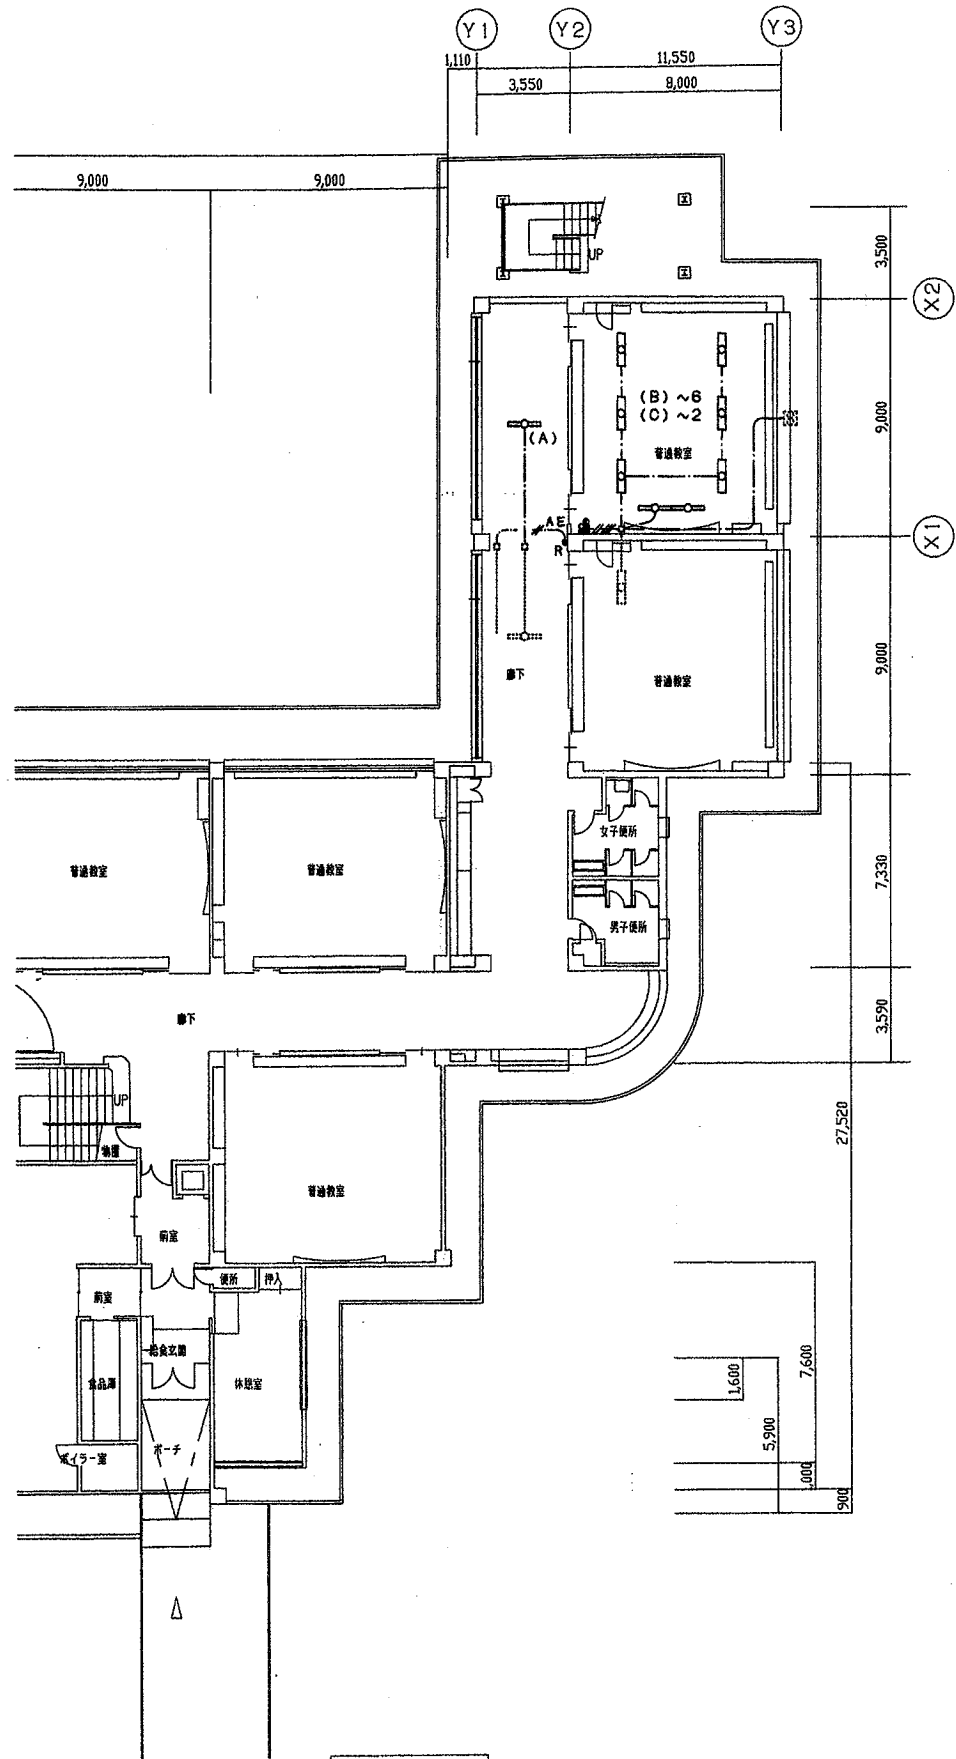 Y1
Y2
Y3
1,110
11,550
3,550
8,000
9,000
9,000
UP
3,500
X2
(B) ~6
(C) ~2
普通教室
(A)
9,000
AE
R
X1
廊下
普通教室
9,000
女子便所
普通教室
普通教室
7,330
男子便所
廊下
3,590
UP
物置
27,520
普通教室
前室
便所
押入
前室
給食玄関
食品庫
休憩室
7,600
1,600
5,900
ボイラー室
ポーチ
,000
900